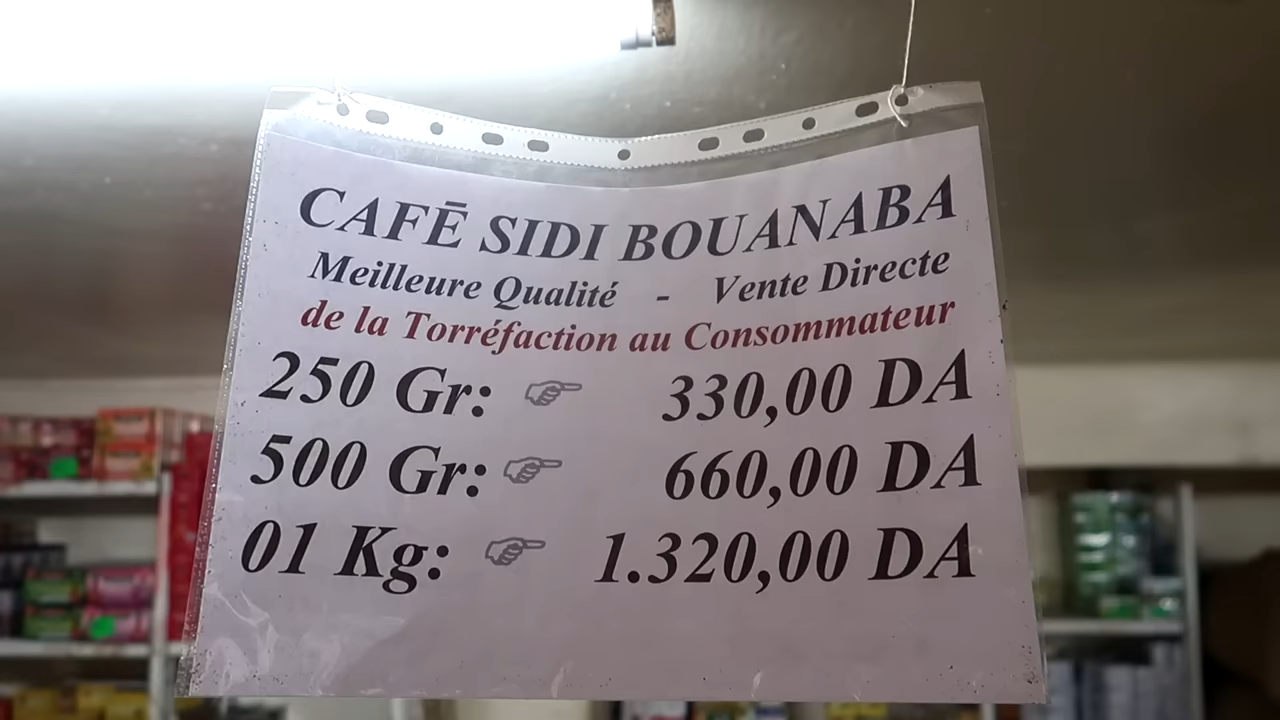 CAFĒ SIDI BOUANABA
Meilleure Qualité - Vente Directe
de la Torréfaction au Consommateur
250 Gr: ☞ 330,00 DA
500 Gr: ☞ 660,00 DA
01 Kg: ☞ 1.320,00 DA